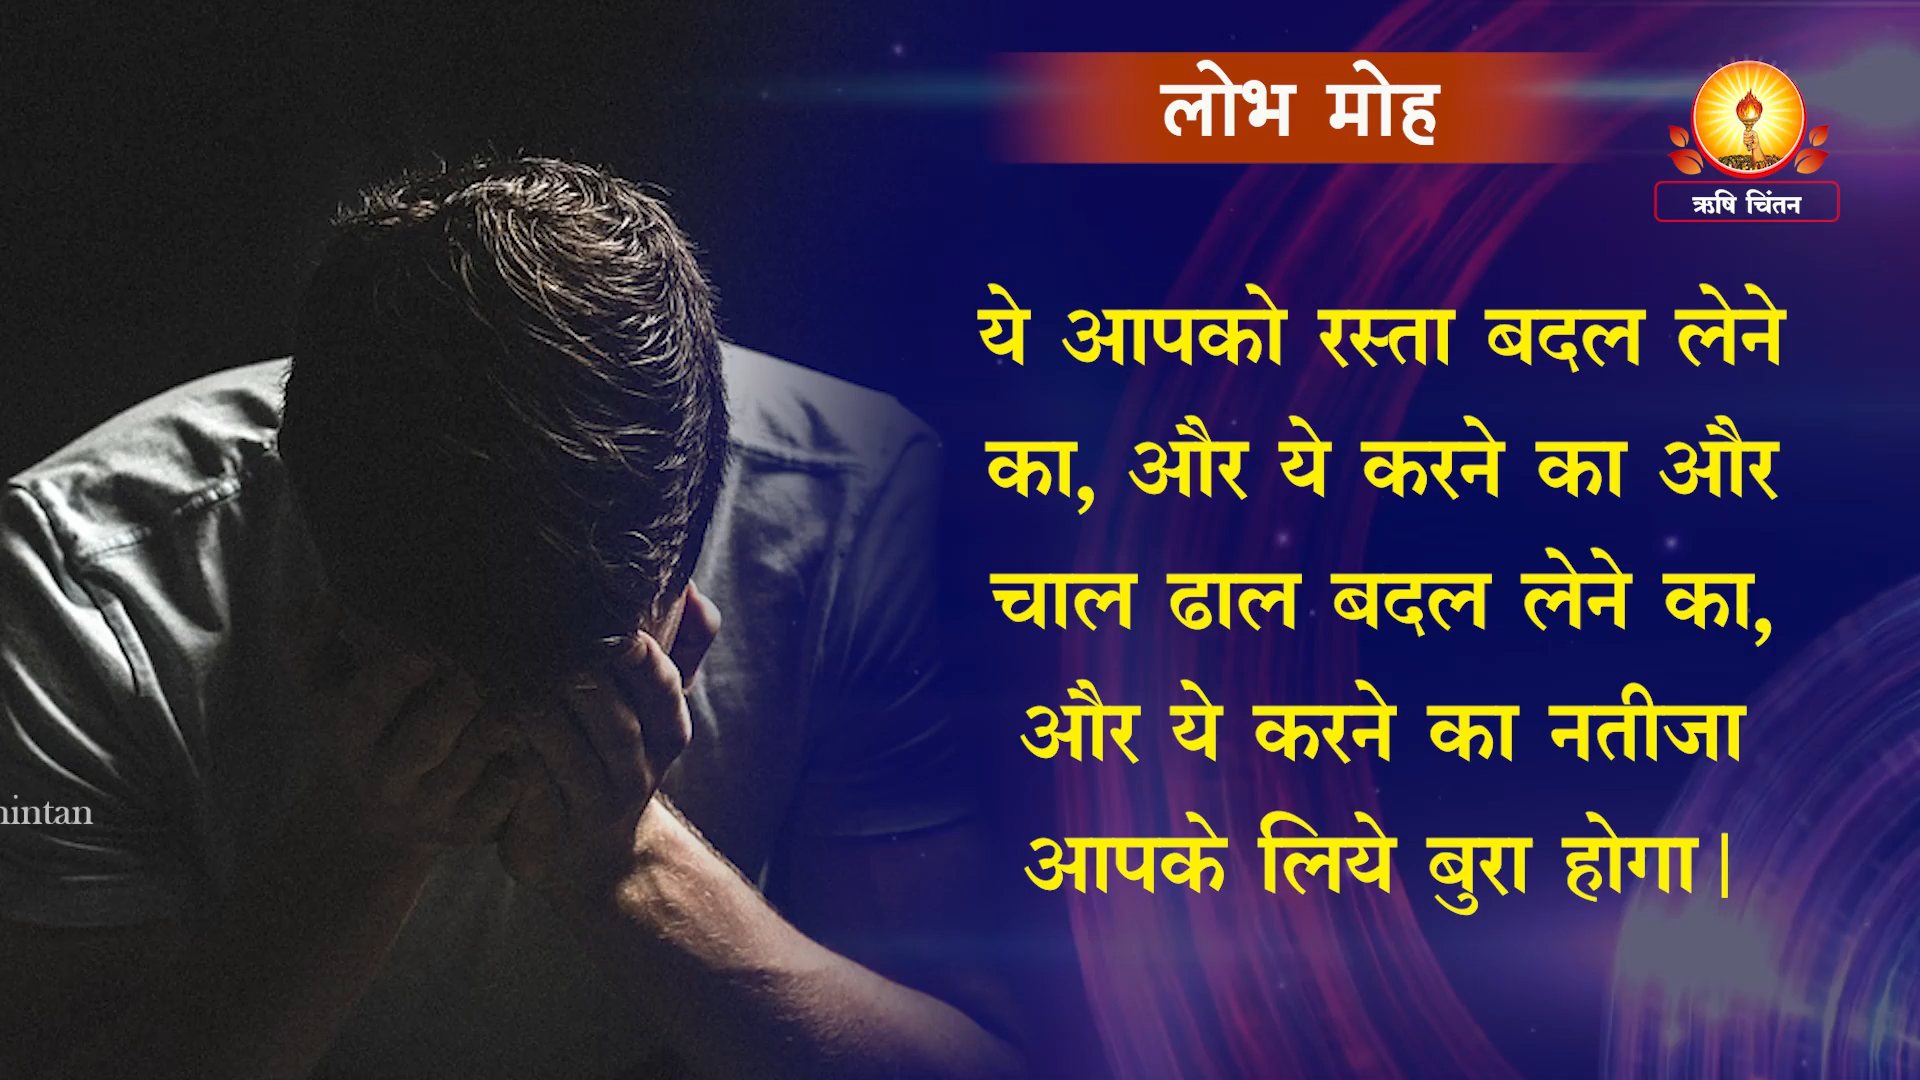 लोभ मोह
ऋषि चिंतन
ये आपको रस्ता बदल लेने
का, और ये करने का और
चाल ढाल बदल लेने का,
और ये करने का नतीजा
आपके लिये बुरा होगा|
hintan